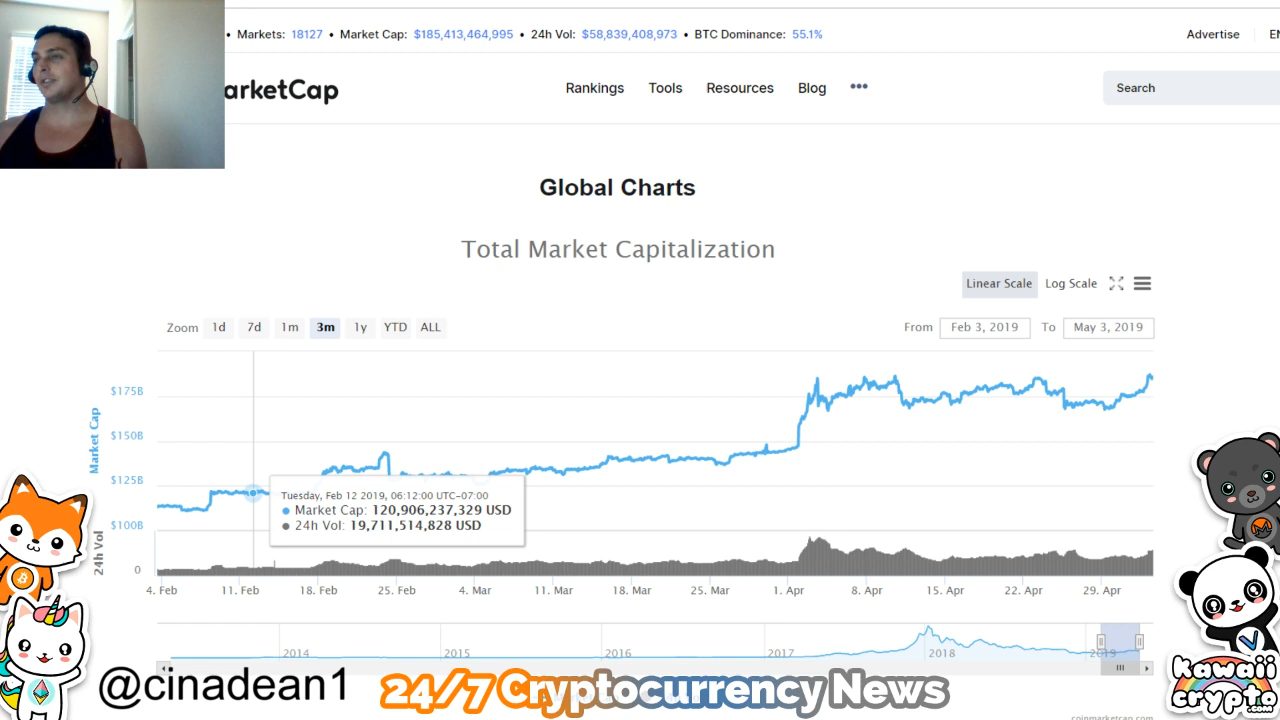 • Markets: 18127 • Market Cap: $185,413,464,995 • 24h Vol: $58,839,408,973 • BTC Dominance: 55.1%
Advertise
EN
arketCap
Rankings
Tools
Resources
Blog
•••
Search
Global Charts
Total Market Capitalization
Linear Scale
Log Scale
Zoom 1d 7d 1m 3m 1y YTD ALL
From Feb 3, 2019 To May 3, 2019
$175B
$150B
$125B
$100B
0
Market Cap
24h Vol
Tuesday, Feb 12 2019, 06:12:00 UTC-07:00
● Market Cap: 120,906,237,329 USD
● 24h Vol: 19,711,514,828 USD
4. Feb 11. Feb 18. Feb 25. Feb 4. Mar 11. Mar 18. Mar 25. Mar 1. Apr 8. Apr 15. Apr 22. Apr 29. Apr
2014 2015 2016 2017 2018 2019
@cinadean1
24/7 Cryptocurrency News
kawaii
crypto
.com
coinmarketcap.com